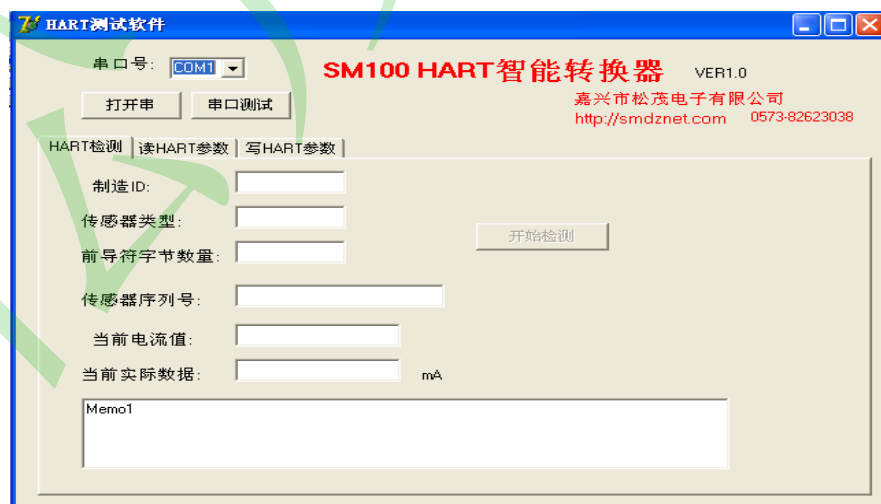 HART测试软件
串口号: COM1
SM100 HART智能转换器 VER1.0
打开串 串口测试
嘉兴市松茂电子有限公司
http://smdznet.com 0573-82623038
HART检测 读HART参数 写HART参数
制造ID:
传感器类型:
开始检测
前导符字节数量:
传感器序列号:
当前电流值:
当前实际数据: mA
Memo1